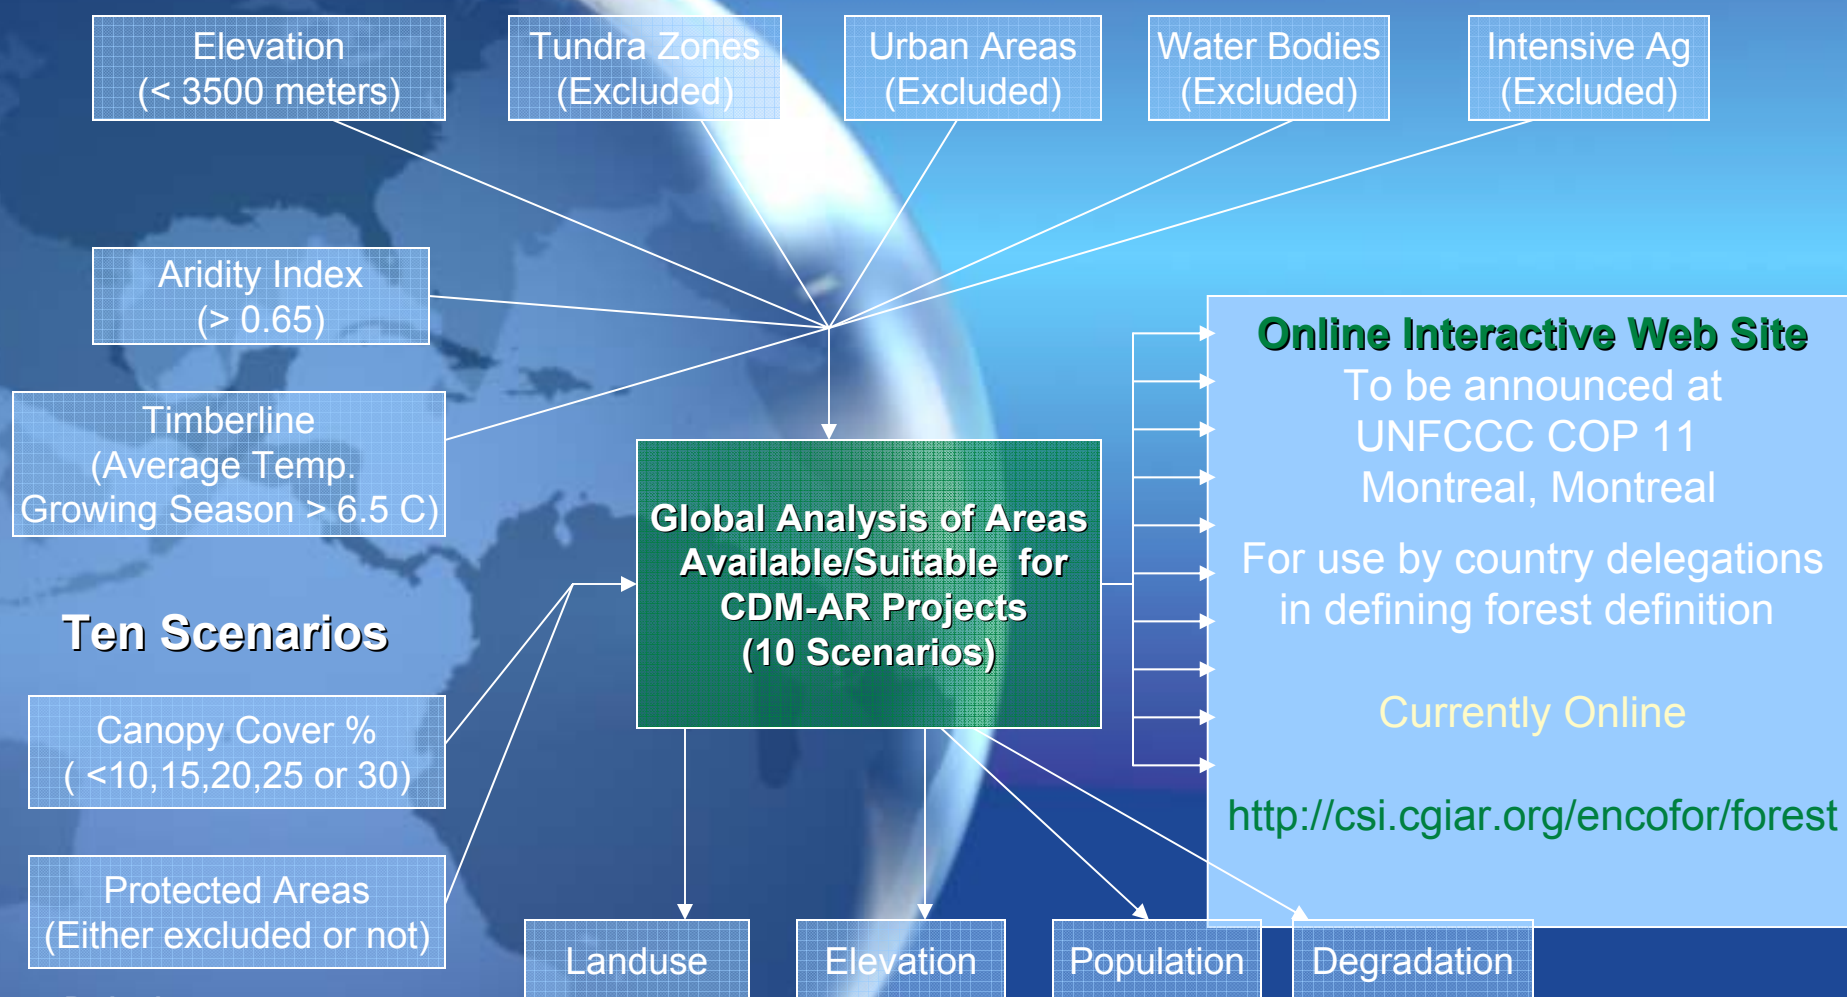 Elevation
(< 3500 meters)
Tundra Zones
(Excluded)
Urban Areas
(Excluded)
Water Bodies
(Excluded)
Intensive Ag
(Excluded)
Aridity Index
(> 0.65)
Timberline
(Average Temp.
Growing Season > 6.5 C)
Ten Scenarios
Canopy Cover %
( <10,15,20,25 or 30)
Protected Areas
(Either excluded or not)
Global Analysis of Areas
Available/Suitable for
CDM-AR Projects
(10 Scenarios)
Online Interactive Web Site
To be announced at
UNFCCC COP 11
Montreal, Montreal
For use by country delegations
in defining forest definition
Currently Online
http://csi.cgiar.org/encofor/forest
Landuse
Elevation
Population
Degradation